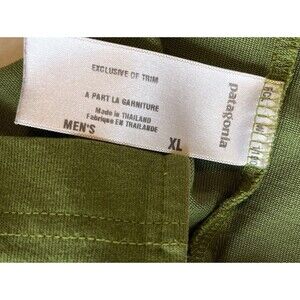 EXCLUSIVE OF TRIM
A PART LA GARNITURE
Made in THAILAND
Fabriqué EN THAILANDE
MEN'S
XL
patagonia